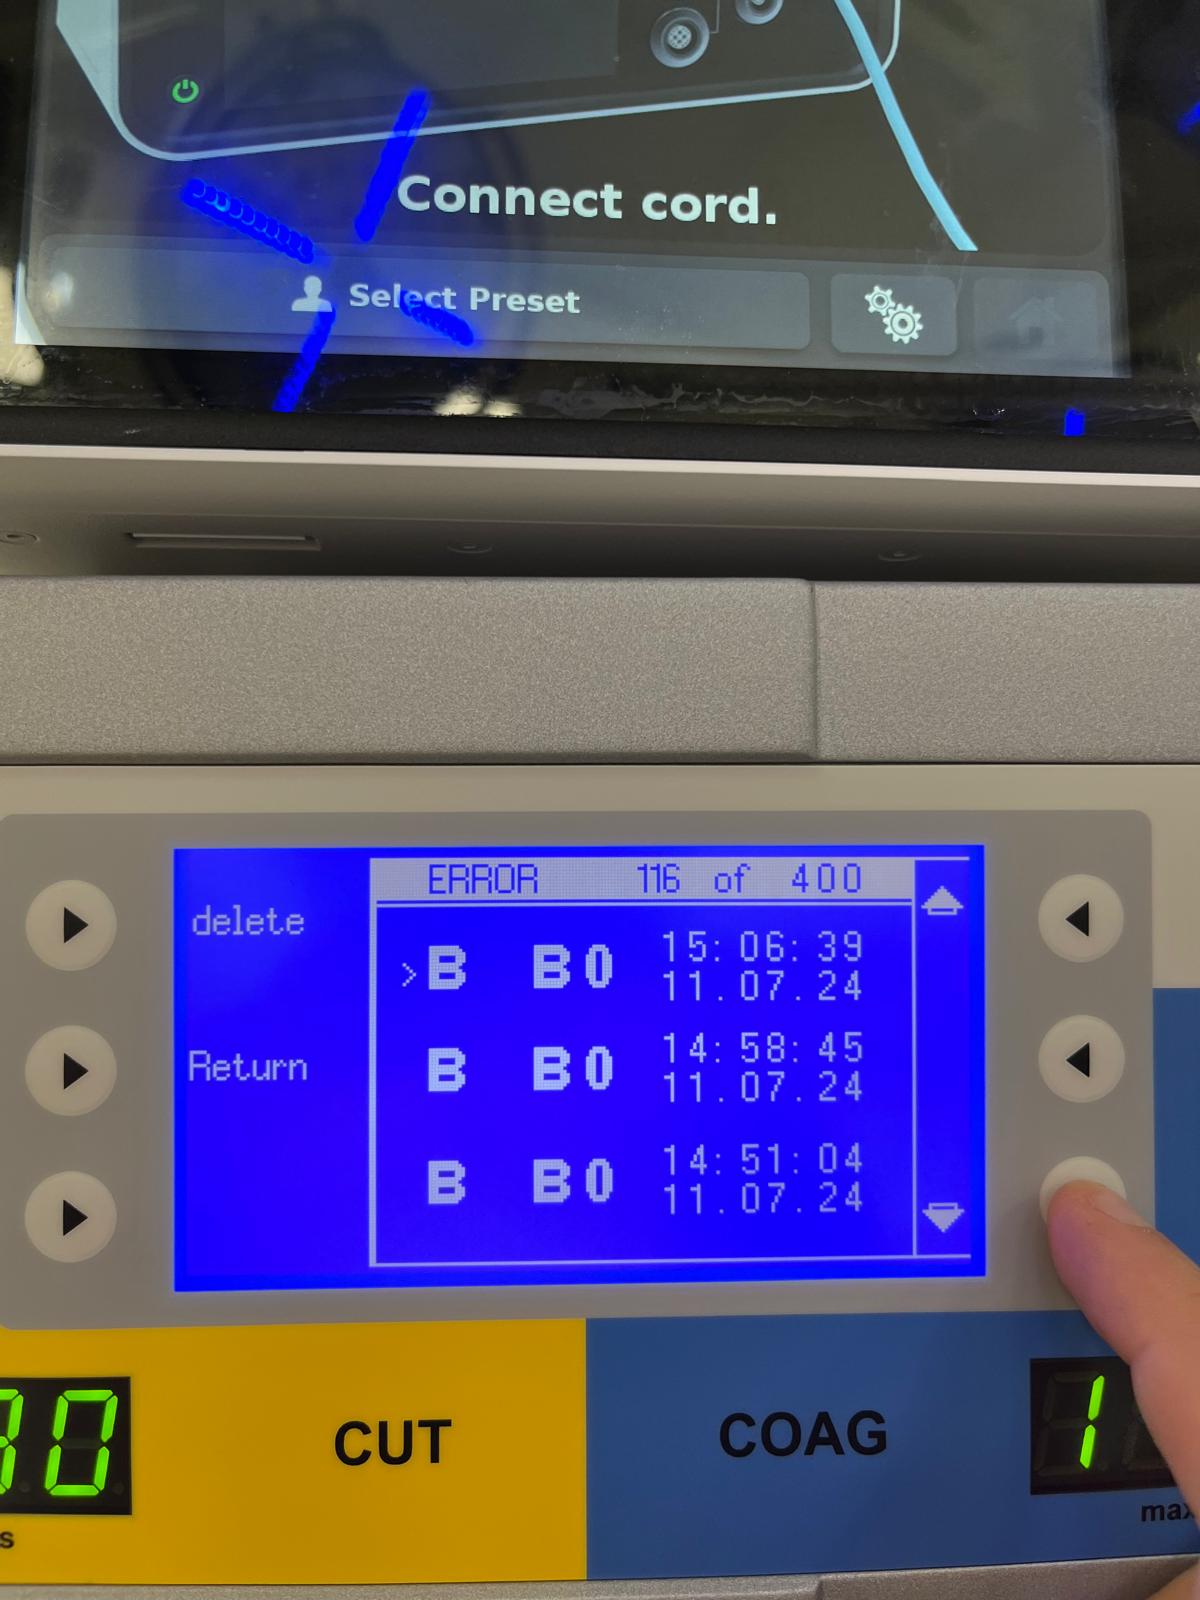 Connect cord.
Select Preset
ERROR 116 of 400
delete
>B B0 15:06:39
11.07.24
Return
B B0 14:58:45
11.07.24
B B0 14:51:04
11.07.24
CUT
COAG